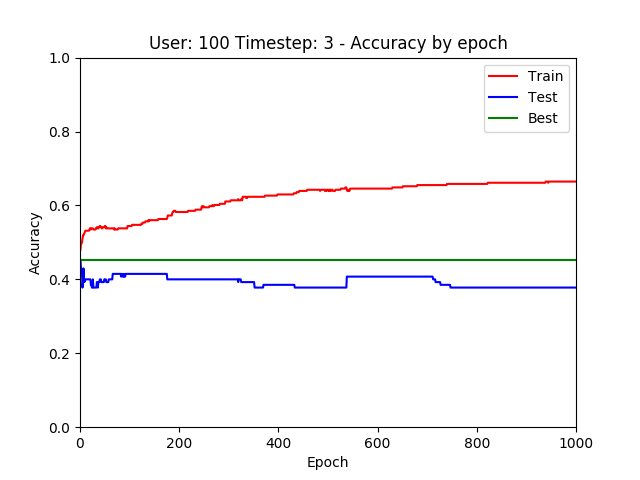 User: 100 Timestep: 3 - Accuracy by epoch
1.0
0.8
0.6
0.4
0.2
0.0
Accuracy
Train
Test
Best
0 200 400 600 800 1000
Epoch